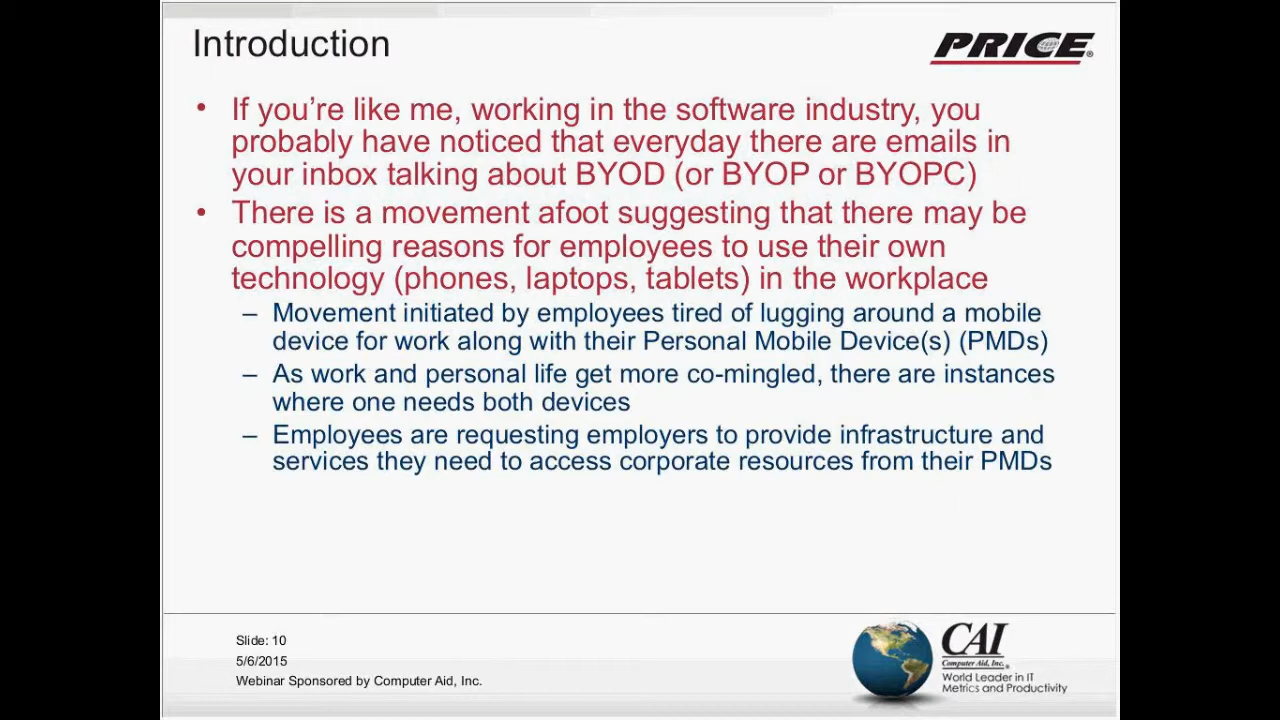 Introduction
PRICE®
• If you’re like me, working in the software industry, you
probably have noticed that everyday there are emails in
your inbox talking about BYOD (or BYOP or BYOPC)
• There is a movement afoot suggesting that there may be
compelling reasons for employees to use their own
technology (phones, laptops, tablets) in the workplace
– Movement initiated by employees tired of lugging around a mobile
device for work along with their Personal Mobile Device(s) (PMDs)
– As work and personal life get more co-mingled, there are instances
where one needs both devices
– Employees are requesting employers to provide infrastructure and
services they need to access corporate resources from their PMDs
Slide: 10
5/6/2015
Webinar Sponsored by Computer Aid, Inc.
CAI
Computer Aid, Inc.®
World Leader in IT
Metrics and Productivity